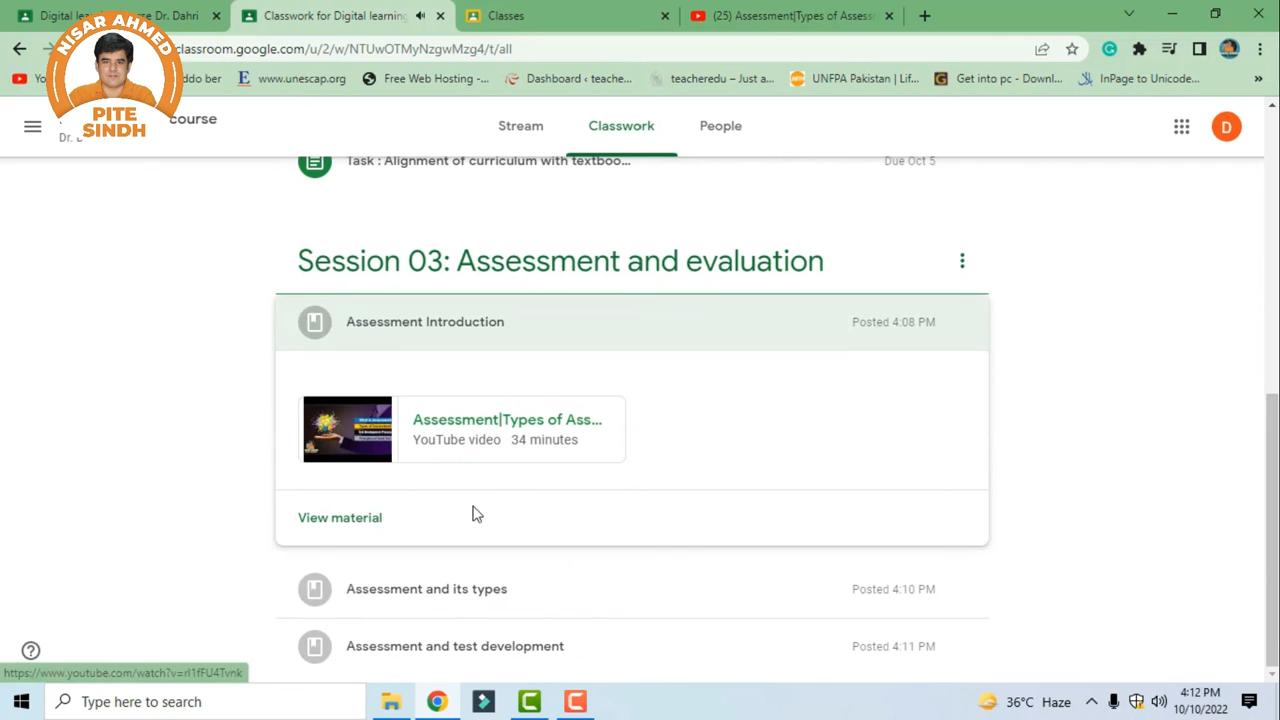 Digital le
urse Dr. Dahri
Classwork for Digital learning
Classes
(25) Assessment|Types of Assess
classroom.google.com/u/2/w/NTUwOTMyNzgwMzg4/t/all
NISAR AHMED
PITE
SINDH
ddo ber
www.unescap.org
Free Web Hosting -...
Dashboard ‹ teache...
teacheredu – Just a...
UNFPA Pakistan | Lif...
Get into pc - Downl...
InPage to Unicode...
course
Dr.
Stream
Classwork
People
D
Task : Alignment of curriculum with textboo...
Due Oct 5
Session 03: Assessment and evaluation
Assessment Introduction
Posted 4:08 PM
Assessment|Types of Ass...
YouTube video 34 minutes
View material
Assessment and its types
Posted 4:10 PM
Assessment and test development
Posted 4:11 PM
https://www.youtube.com/watch?v=rl1fFU4Tvnk
Type here to search
36°C Haze
4:12 PM
10/10/2022